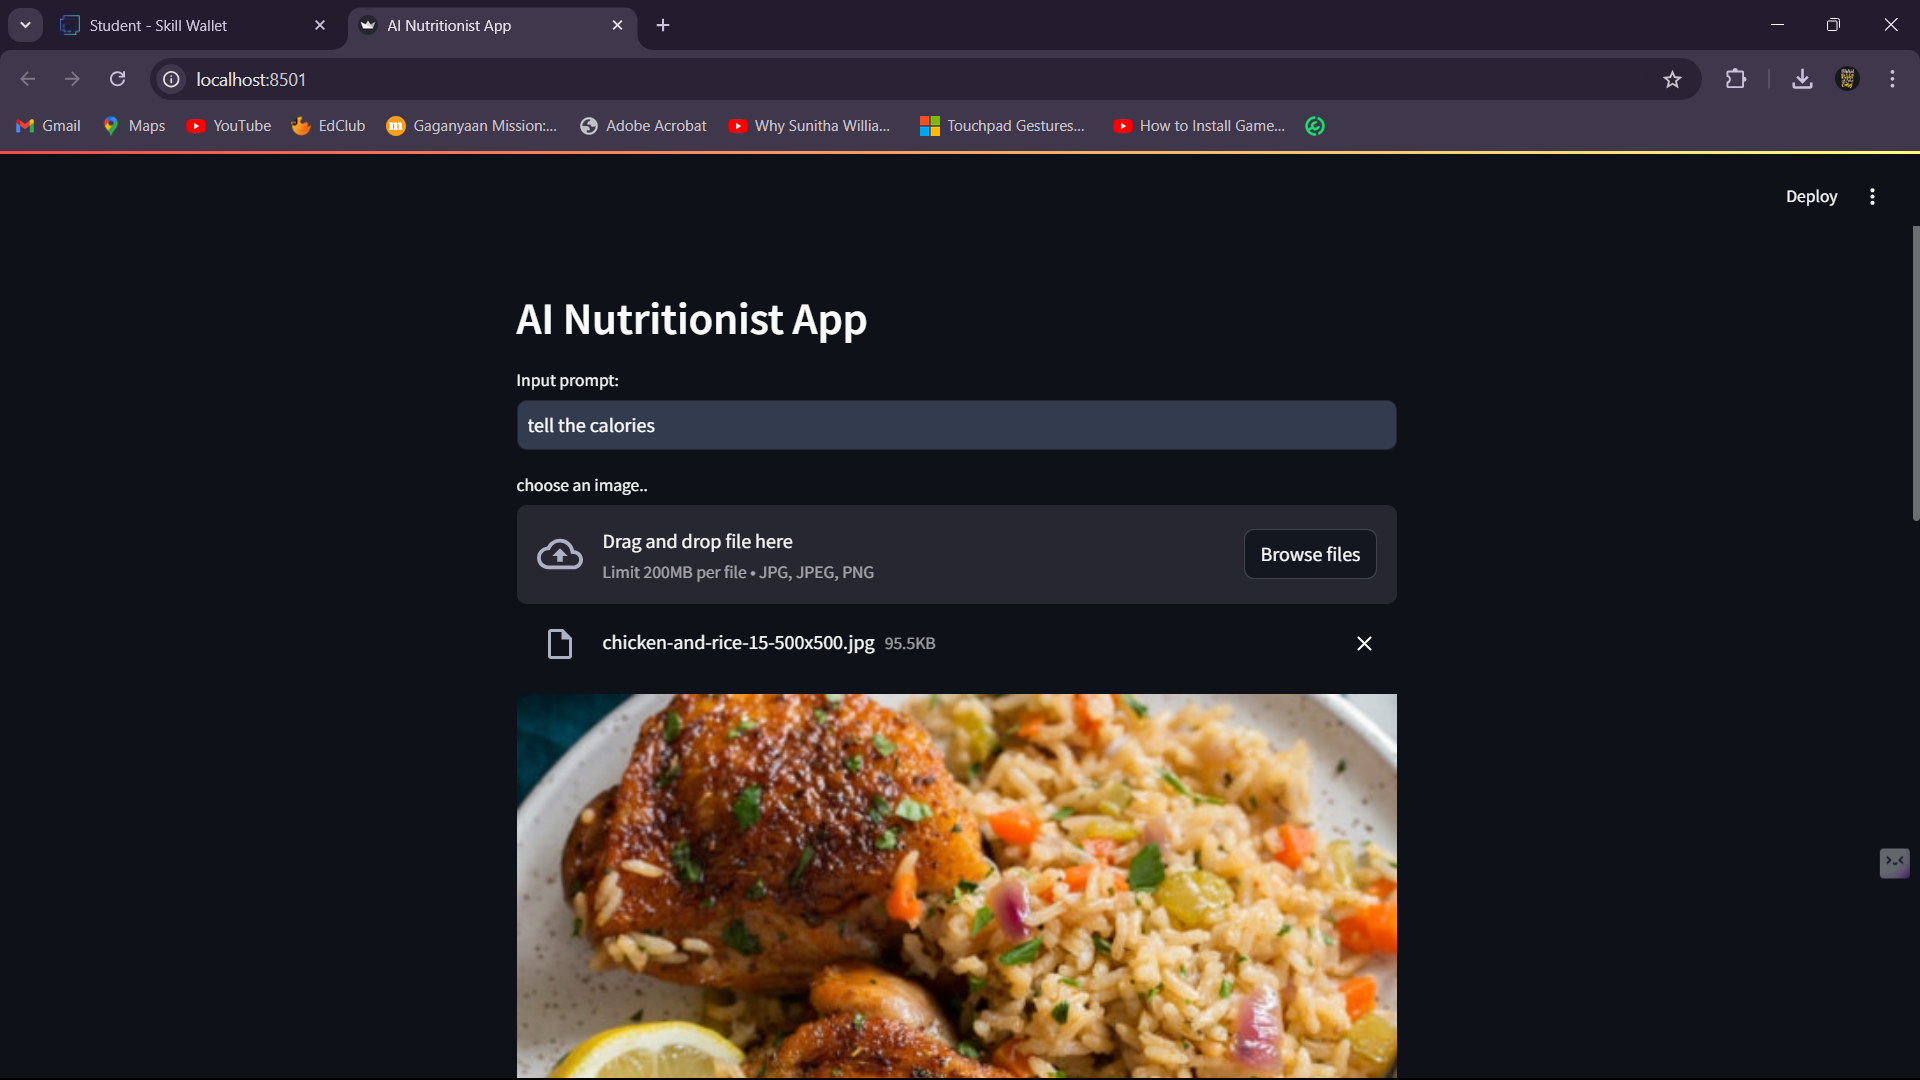 Student - Skill Wallet
AI Nutritionist App
localhost:8501
Gmail
Maps
YouTube
EdClub
Gaganyaan Mission:...
Adobe Acrobat
Why Sunitha Willia...
Touchpad Gestures...
How to Install Game...
Deploy
AI Nutritionist App
Input prompt:
tell the calories
choose an image..
Drag and drop file here
Limit 200MB per file • JPG, JPEG, PNG
Browse files
chicken-and-rice-15-500x500.jpg 95.5KB